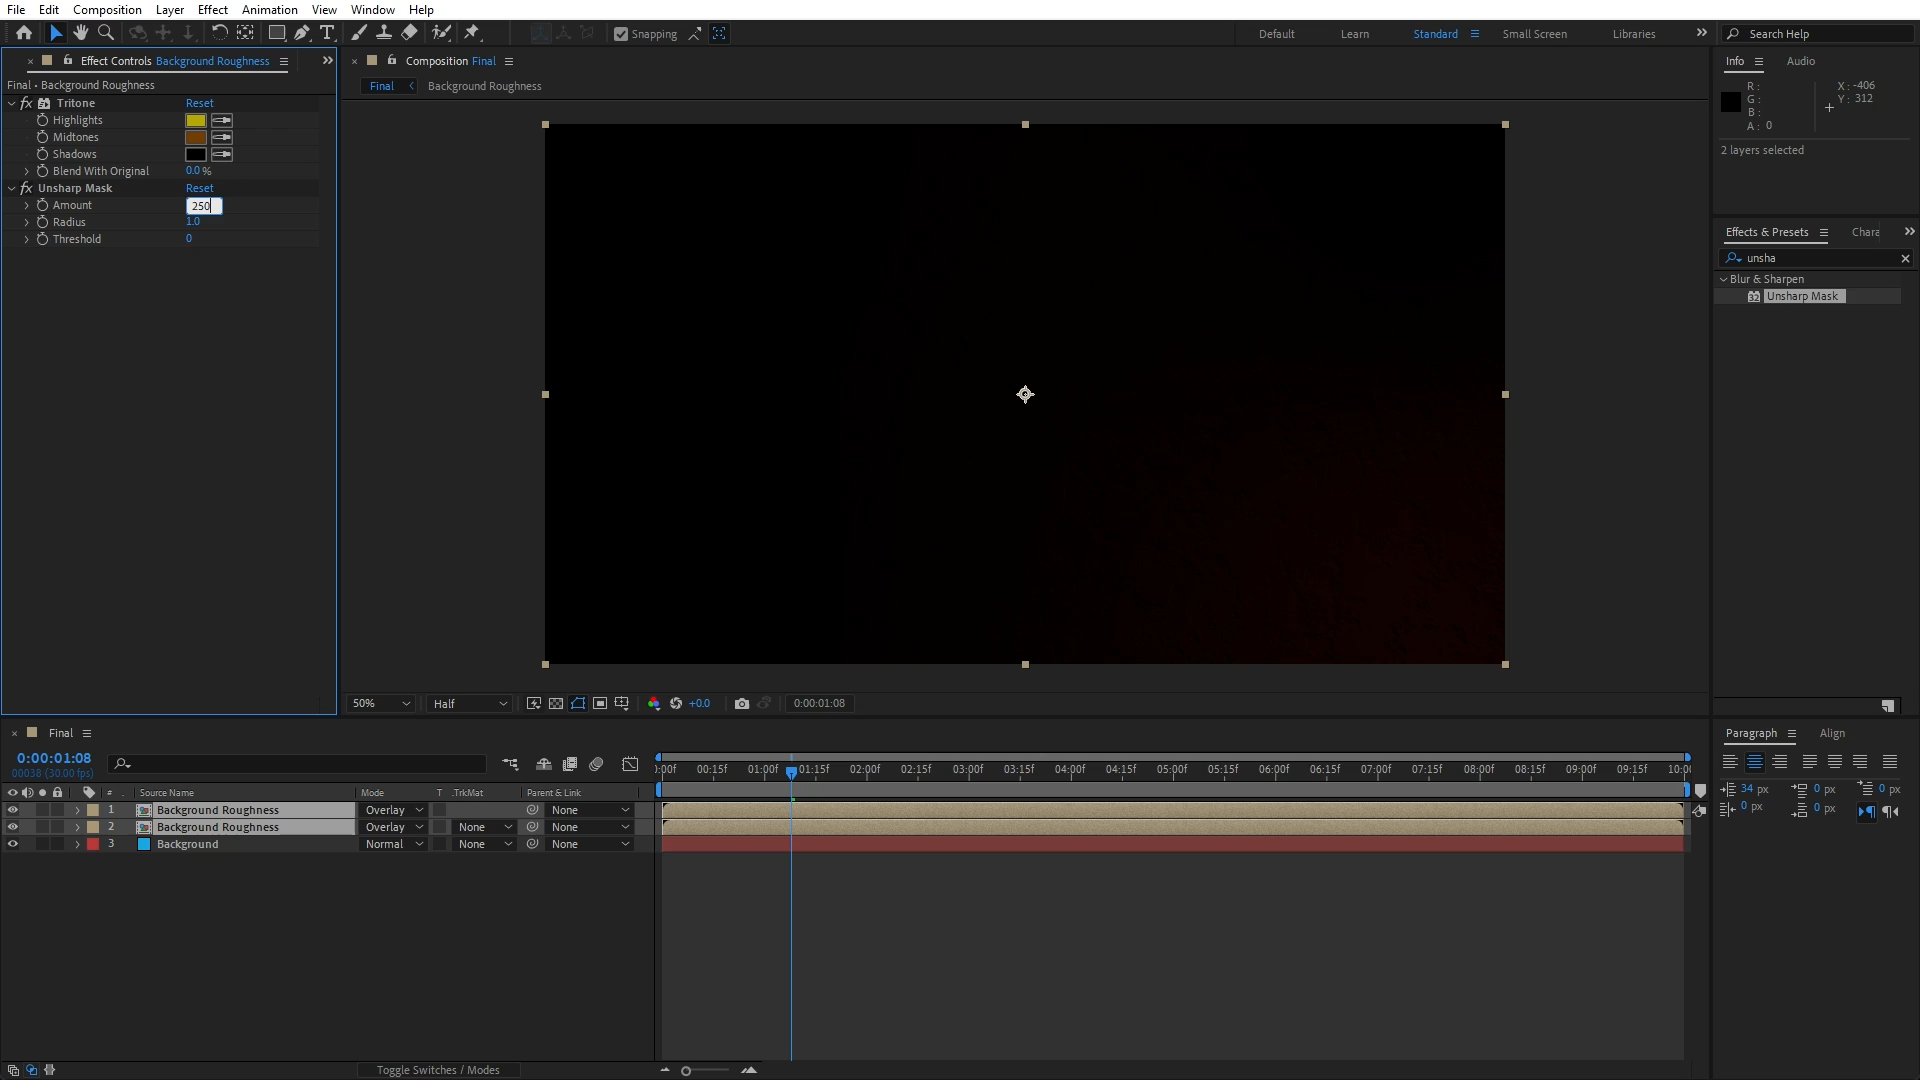 File Edit Composition Layer Effect Animation View Window Help
Snapping
Default Learn Standard Small Screen Libraries
Search Help
Effect Controls Background Roughness
Final • Background Roughness
fx Tritone Reset
Highlights
Midtones
Shadows
Blend With Original 0.0 %
fx Unsharp Mask Reset
Amount 250
Radius 1.0
Threshold 0
Composition Final
Final Background Roughness
50% Half +0.0 0:00:01:08
Info Audio
R :
G :
B :
A : 0
X : -406
Y : 312
2 layers selected
Effects & Presets Chara
unsha
Blur & Sharpen
32 Unsharp Mask
Paragraph Align
34 px 0 px 0 px
0 px 0 px
Final
0:00:01:08
00038 (30.00 fps)
# Source Name Mode T .TrkMat Parent & Link
1 Background Roughness Overlay None
2 Background Roughness Overlay None None
3 Background Normal None None
):00f 00:15f 01:00f 01:15f 02:00f 02:15f 03:00f 03:15f 04:00f 04:15f 05:00f 05:15f 06:00f 06:15f 07:00f 07:15f 08:00f 08:15f 09:00f 09:15f 10:0
Toggle Switches / Modes